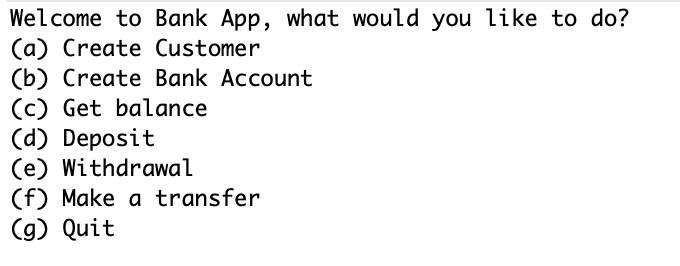 Welcome to Bank App, what would you like to do?
(a) Create Customer
(b) Create Bank Account
(c) Get balance
(d) Deposit
(e) Withdrawal
(f) Make a transfer
(g) Quit